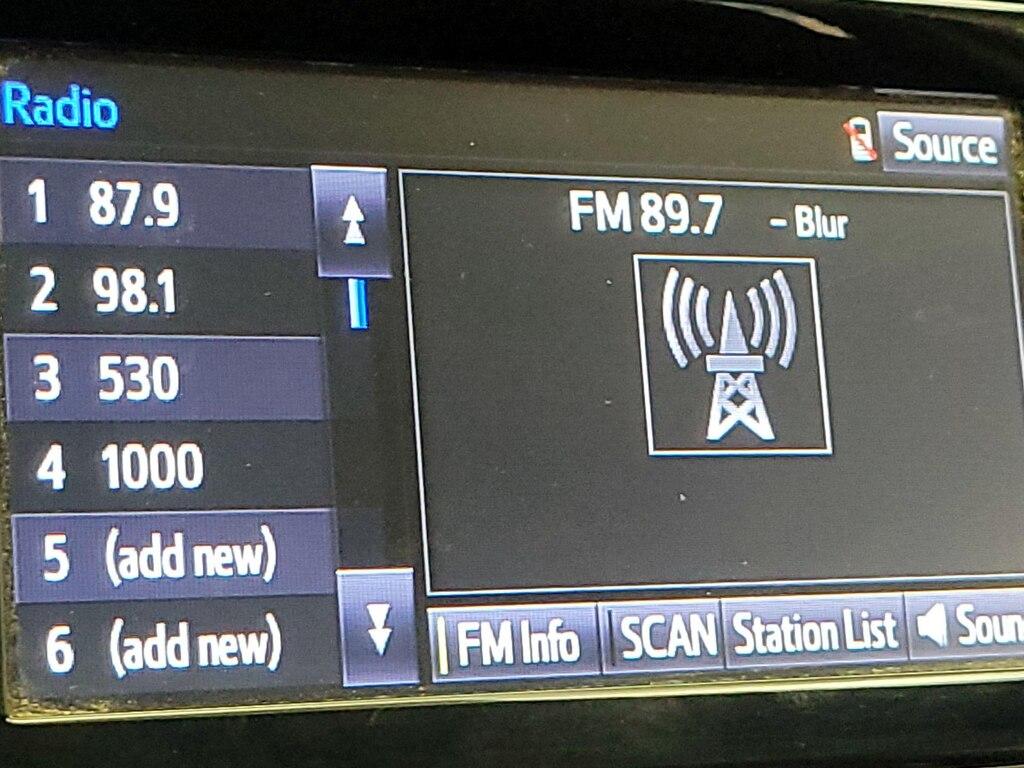 Radio
Source
1 87.9
2 98.1
3 530
4 1000
5 (add new)
6 (add new)
FM 89.7 - Blur
FM Info
SCAN
Station List
Soun